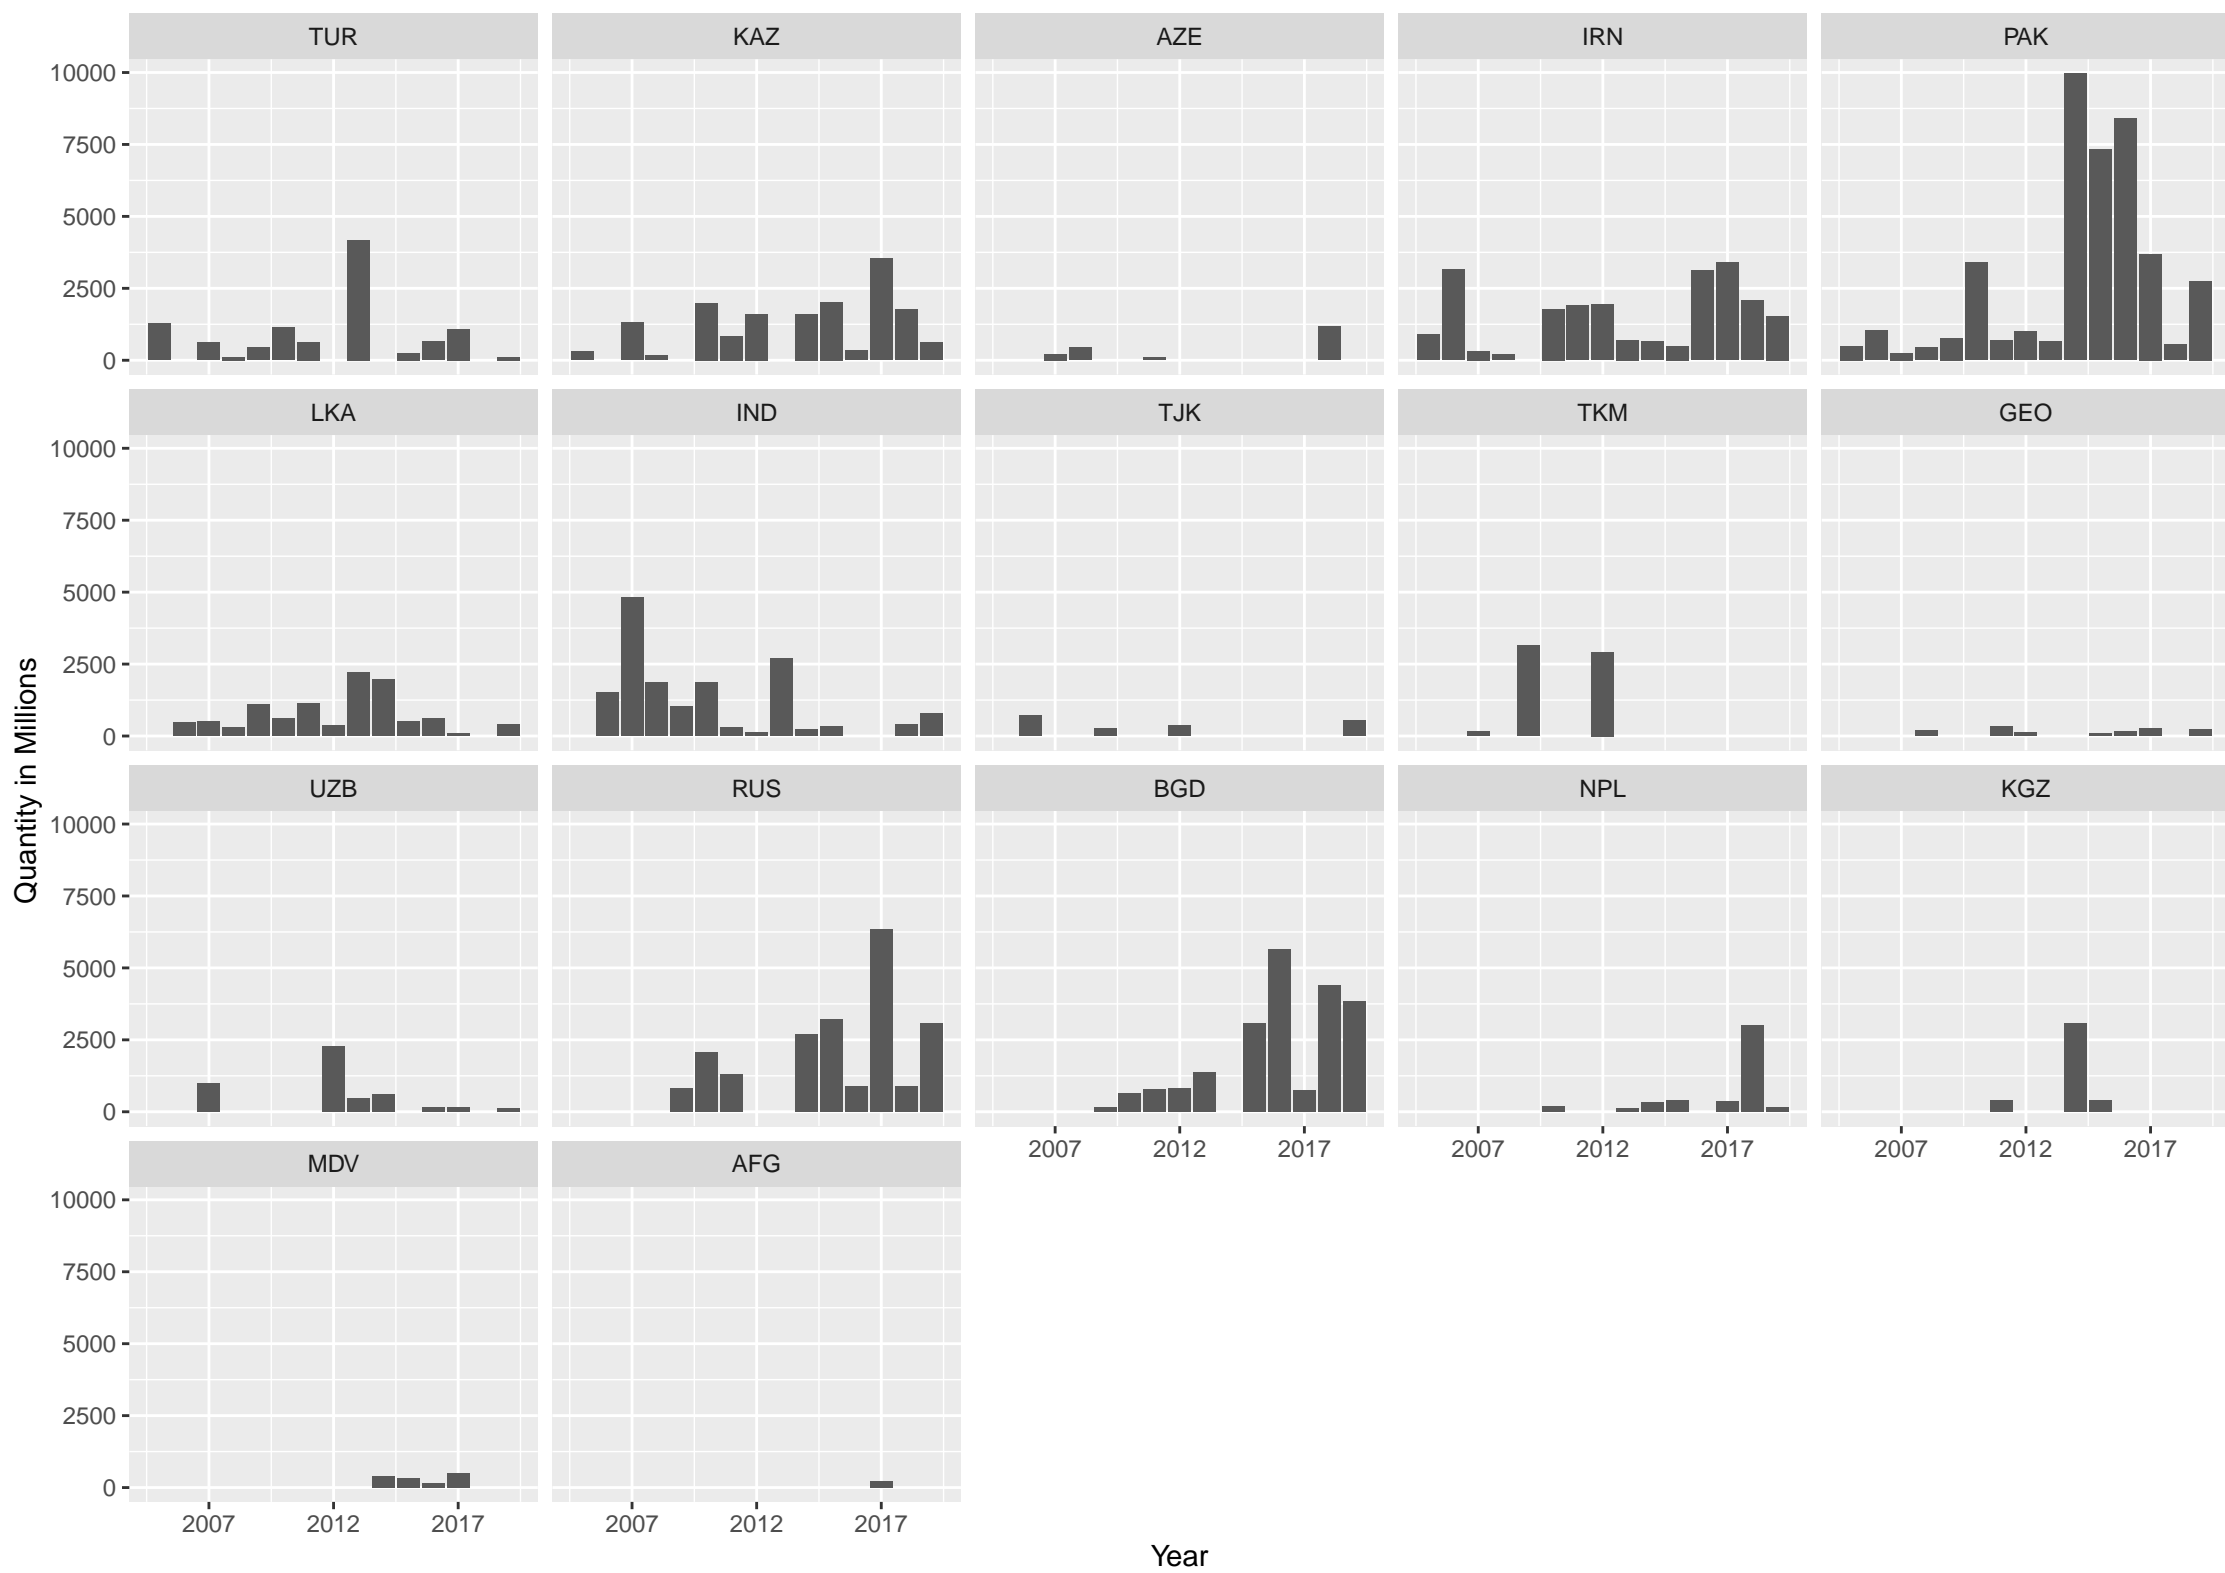 TUR KAZ AZE IRN PAK
10000
7500
5000
2500
0
LKA IND TJK TKM GEO
10000
7500
5000
2500
0
UZB RUS BGD NPL KGZ
10000
7500
5000
2500
0
2007 2012 2017 2007 2012 2017 2007 2012 2017
MDV AFG
10000
7500
5000
2500
0
2007 2012 2017 2007 2012 2017
Year
Quantity in Millions